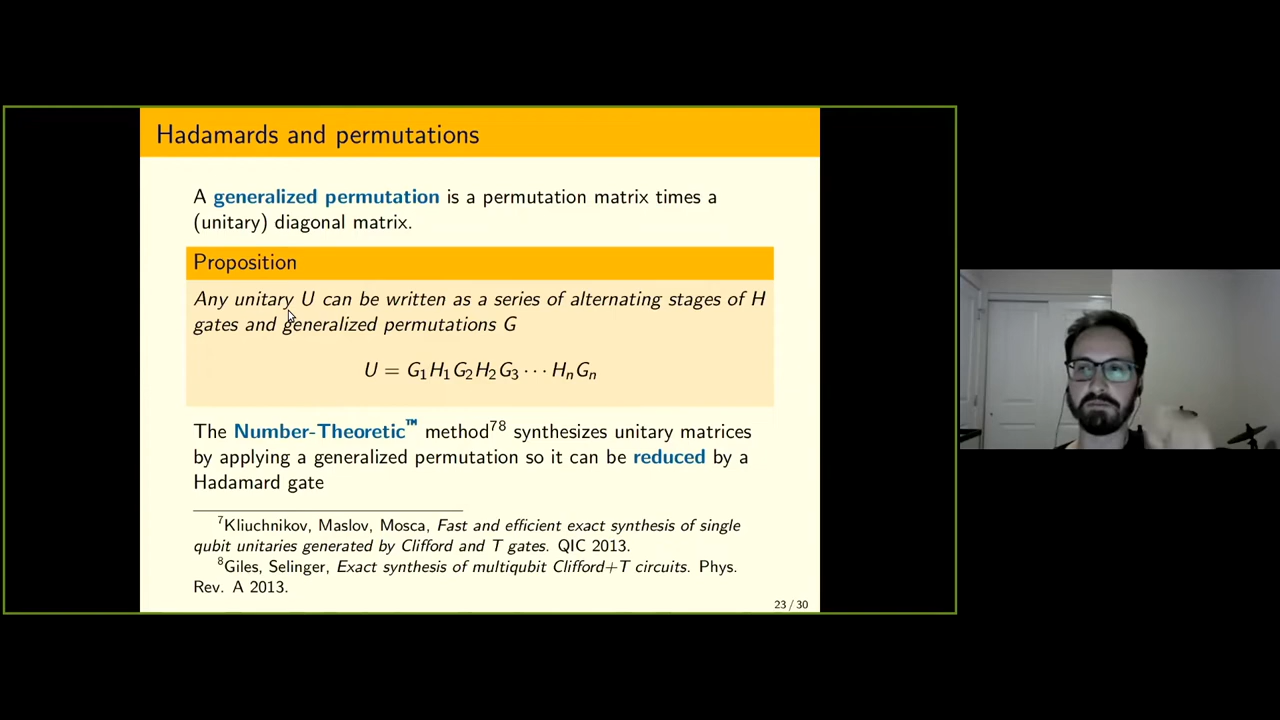 Hadamards and permutations
A generalized permutation is a permutation matrix times a
(unitary) diagonal matrix.
Proposition
Any unitary U can be written as a series of alternating stages of H
gates and generalized permutations G
U = G₁H₁G₂H₂G₃ ⋯ HₙGₙ
The Number-Theoretic™ method⁷⁸ synthesizes unitary matrices
by applying a generalized permutation so it can be reduced by a
Hadamard gate
⁷Kliuchnikov, Maslov, Mosca, Fast and efficient exact synthesis of single
qubit unitaries generated by Clifford and T gates. QIC 2013.
⁸Giles, Selinger, Exact synthesis of multiqubit Clifford+T circuits. Phys.
Rev. A 2013.
23 / 30